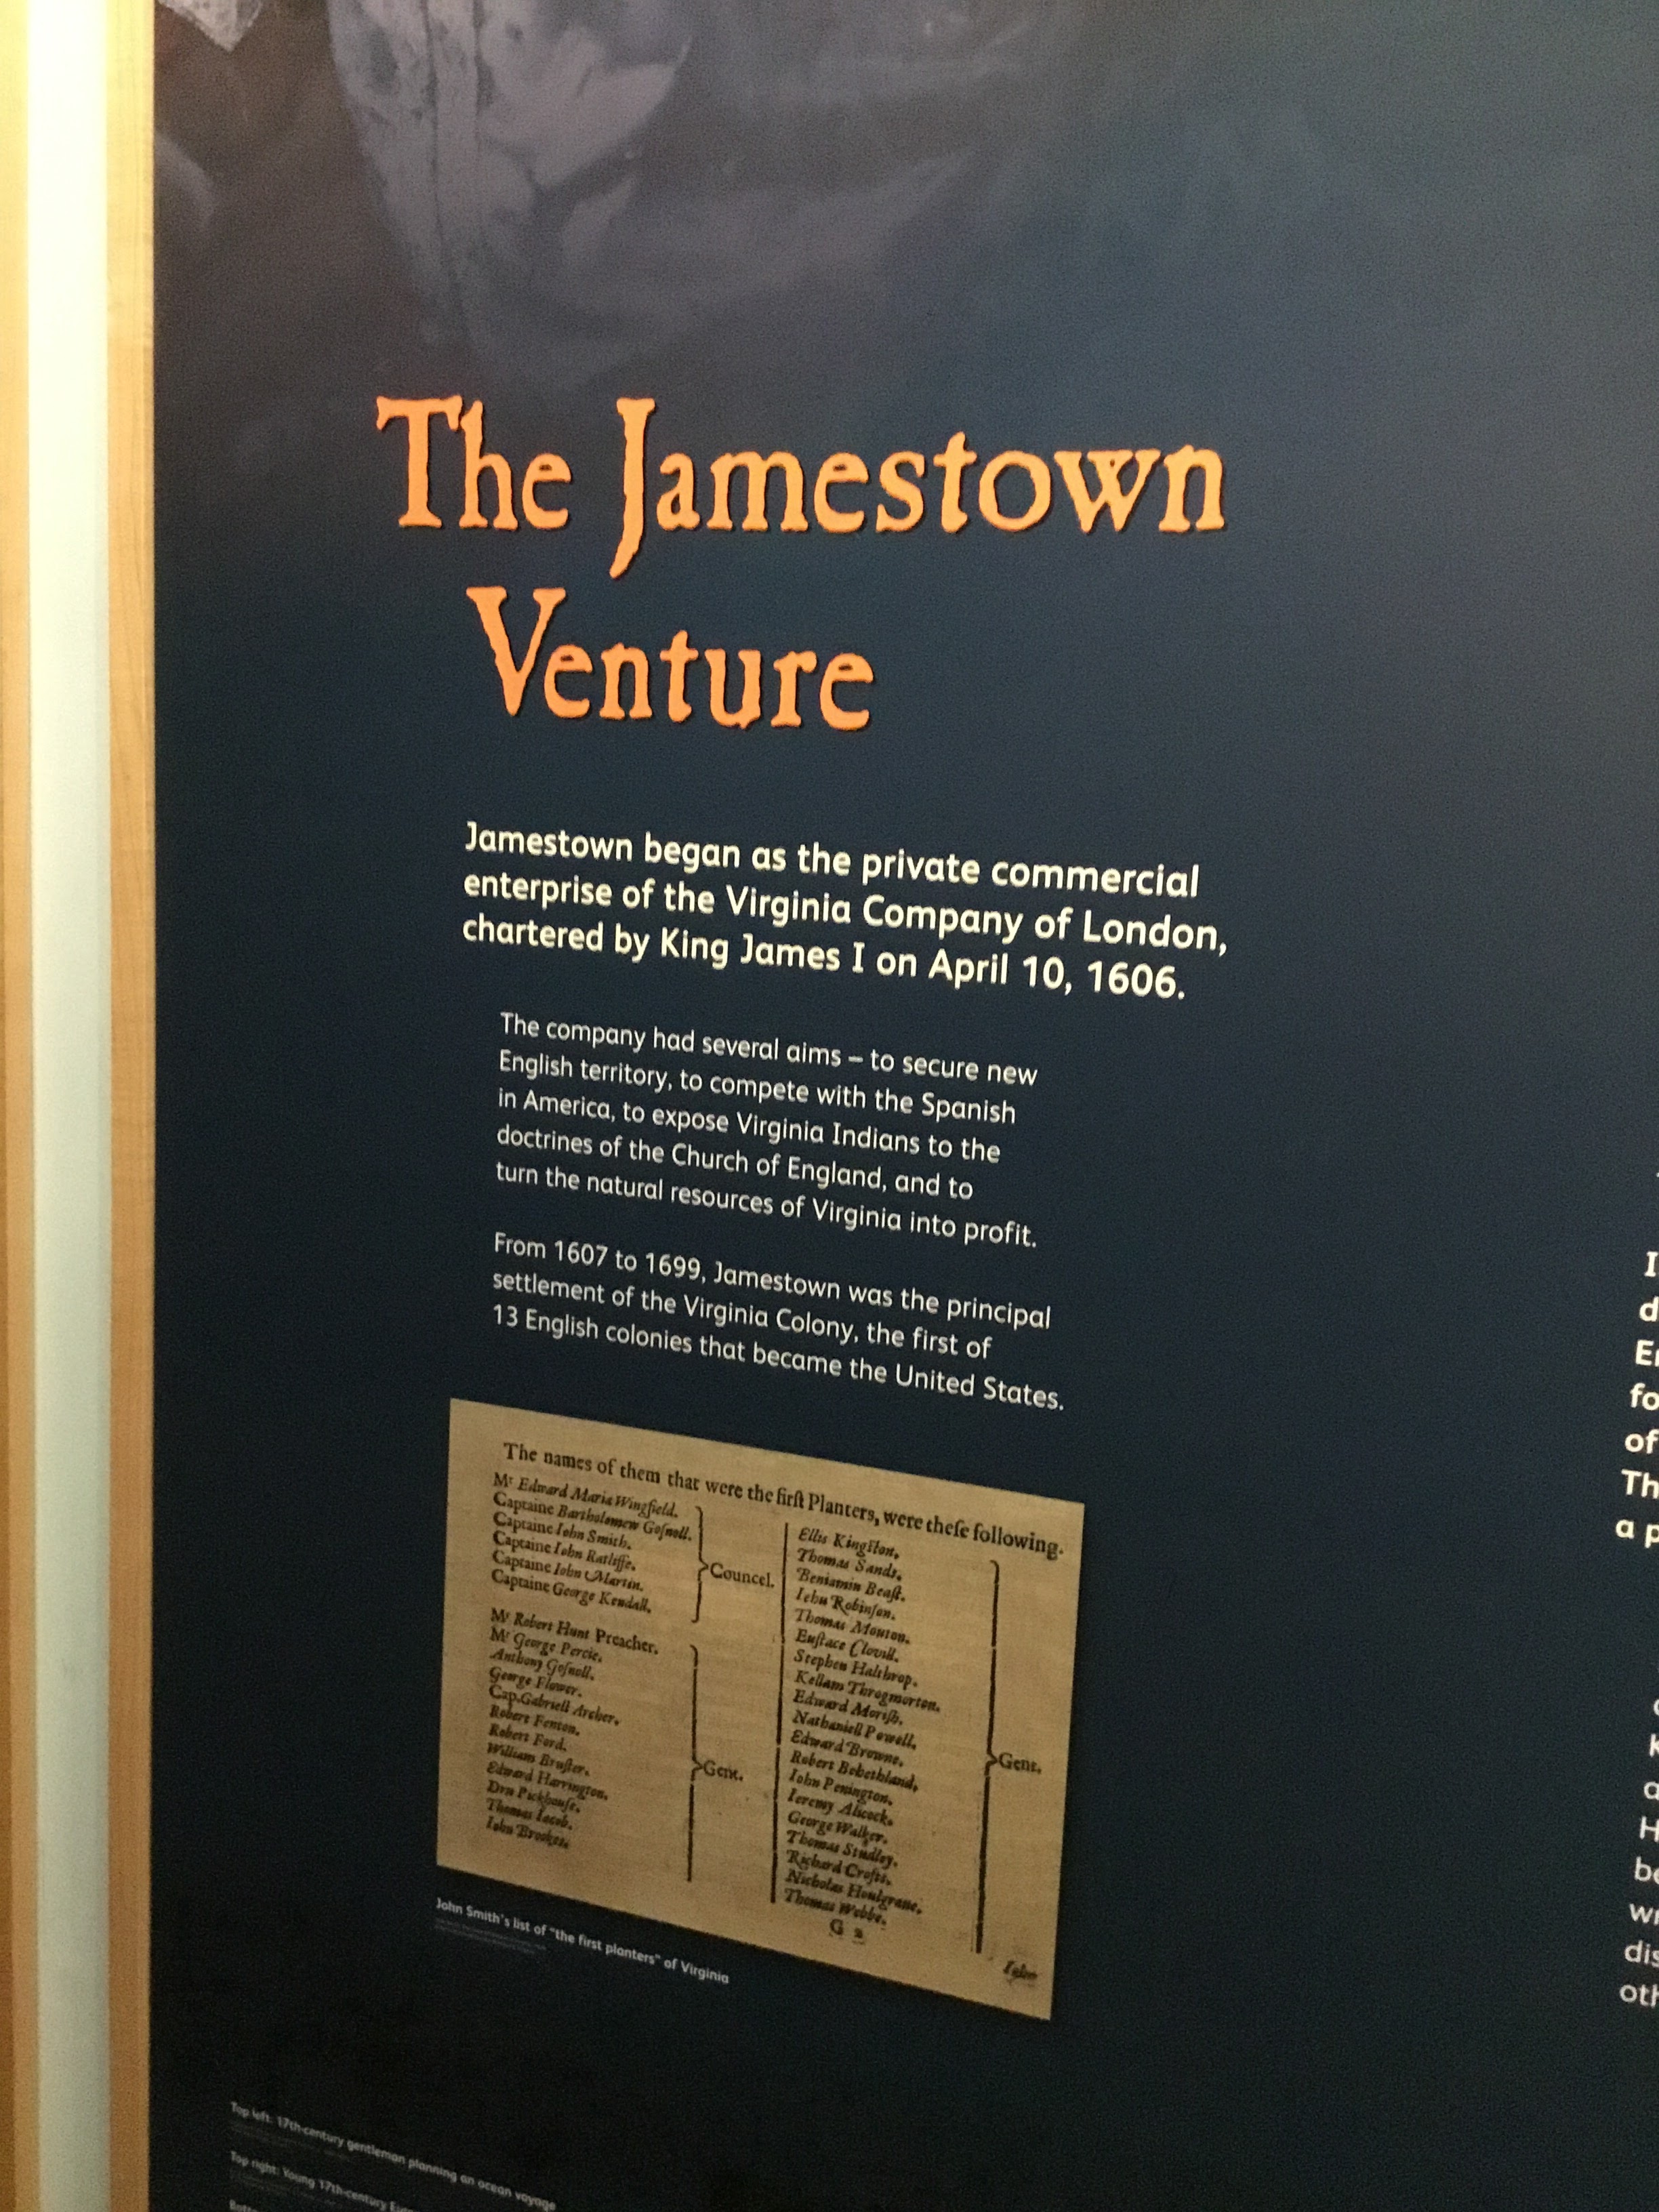 The Jamestown
Venture
Jamestown began as the private commercial
enterprise of the Virginia Company of London,
chartered by King James I on April 10, 1606.
The company had several aims – to secure new
English territory, to compete with the Spanish
in America, to expose Virginia Indians to the
doctrines of the Church of England, and to
turn the natural resources of Virginia into profit.
From 1607 to 1699, Jamestown was the principal
settlement of the Virginia Colony, the first of
13 English colonies that became the United States.
The names of them that were the firſt Planters, were theſe following.
Mr Edward Maria Wingfield.
Captaine Bartholomew Goſnoll.
Captaine Iohn Smith.
Captaine Iohn Ratliffe.
Captaine Iohn Martin.
Captaine George Kendall.
Councel.
Mr Robert Hunt Preacher.
Mr George Percie.
Anthony Goſnoll.
George Flower.
Cap. Gabriell Archer.
Robert Fenton.
Robert Ford.
William Bruſter.
Edward Harrington.
Dru Pickhouſe.
Thomas Iacob.
Iohn Brookes.
Gent.
Ellis Kingſton,
Thomas Sands,
Beniamin Beaſt.
Iehu Robinſon.
Thomas Mouton.
Euſtace Clovill.
Stephen Halthrop.
Kellam Throgmorton.
Edward Moriſh.
Nathaniell Powell,
Edward Browne.
Robert Behethland,
Iohn Penington.
Ieremy Alicock,
George Walker.
Thomas Studley.
Richard Crofts.
Nicholas Houlgrane,
Thomas Webbe.
Gent.
G 2
Iohn
John Smith's list of "the first planters" of Virginia
Top left: 17th-century gentleman planning an ocean voyage
Top right: Young 17th-century
I
d
fo
of
Th
a p
K
a
H
be
dis
oth